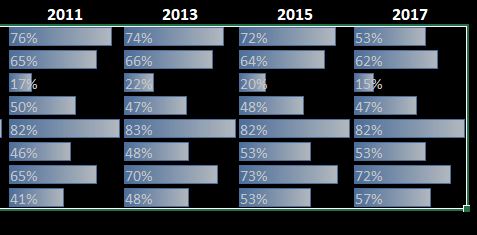 2011 2013 2015 2017
76% 74% 72% 53%
65% 66% 64% 62%
17% 22% 20% 15%
50% 47% 48% 47%
82% 83% 82% 82%
46% 48% 53% 53%
65% 70% 73% 72%
41% 48% 53% 57%